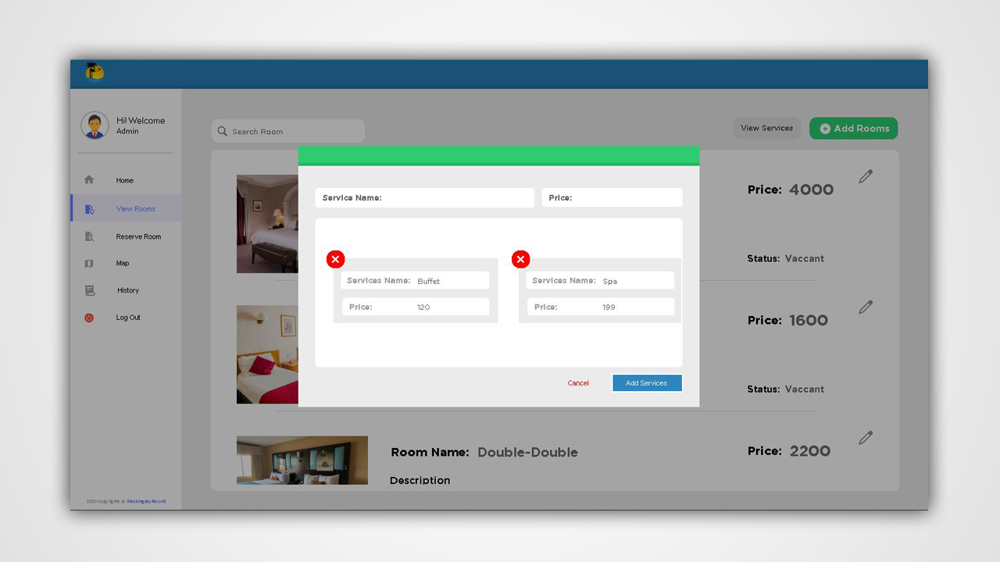 Hi! Welcome
Admin
Home
View Rooms
Reserve Room
Map
History
Log Out
2020 Copyrights © MockingJay Resorts
Search Room
View Services
Add Rooms
Price: 4000
Status: Vaccant
Price: 1600
Status: Vaccant
Room Name: Double-Double
Price: 2200
Description
Service Name:
Price:
Services Name: Buffet
Price: 120
Services Name: Spa
Price: 199
Cancel
Add Services